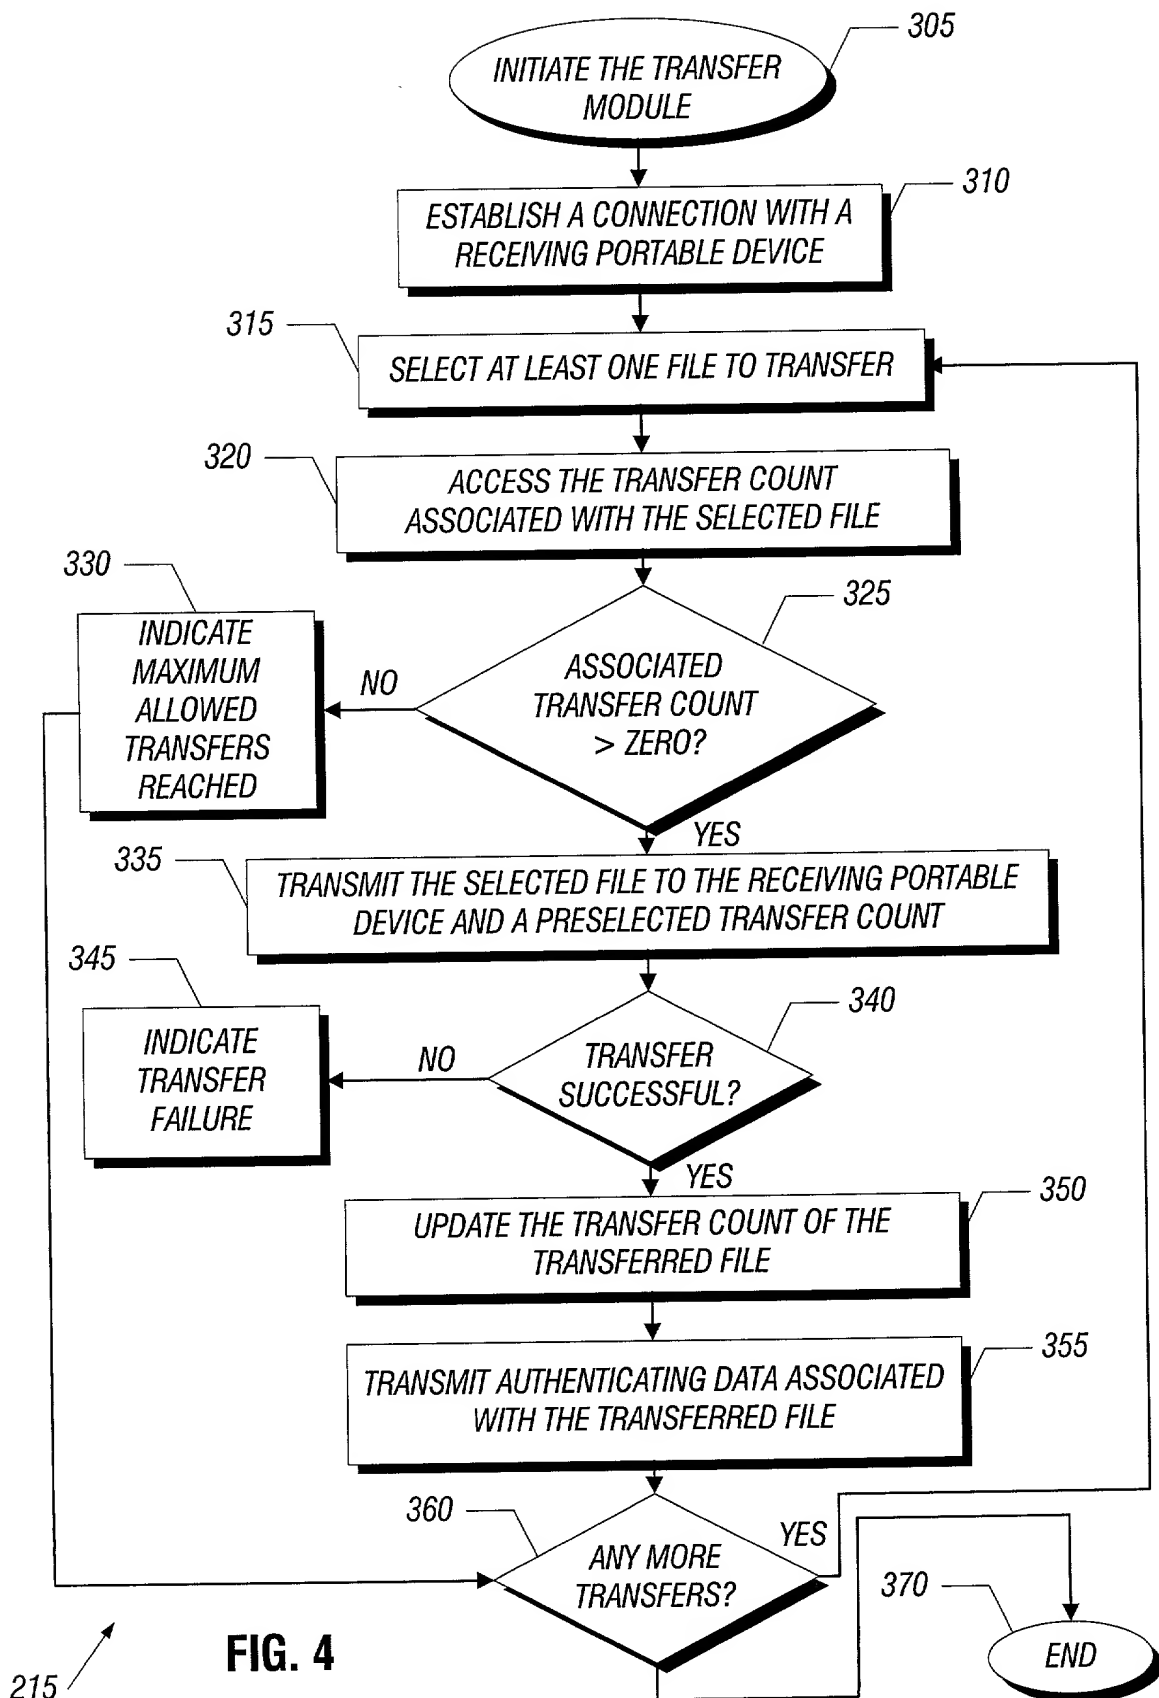 305
INITIATE THE TRANSFER
MODULE
310
ESTABLISH A CONNECTION WITH A
RECEIVING PORTABLE DEVICE
315
SELECT AT LEAST ONE FILE TO TRANSFER
320
ACCESS THE TRANSFER COUNT
ASSOCIATED WITH THE SELECTED FILE
330
325
INDICATE
MAXIMUM
ALLOWED
TRANSFERS
REACHED
NO
ASSOCIATED
TRANSFER COUNT
> ZERO?
YES
335
TRANSMIT THE SELECTED FILE TO THE RECEIVING PORTABLE
DEVICE AND A PRESELECTED TRANSFER COUNT
345
340
INDICATE
TRANSFER
FAILURE
NO
TRANSFER
SUCCESSFUL?
YES
350
UPDATE THE TRANSFER COUNT OF THE
TRANSFERRED FILE
355
TRANSMIT AUTHENTICATING DATA ASSOCIATED
WITH THE TRANSFERRED FILE
360
ANY MORE
TRANSFERS?
YES
370
END
FIG. 4
215